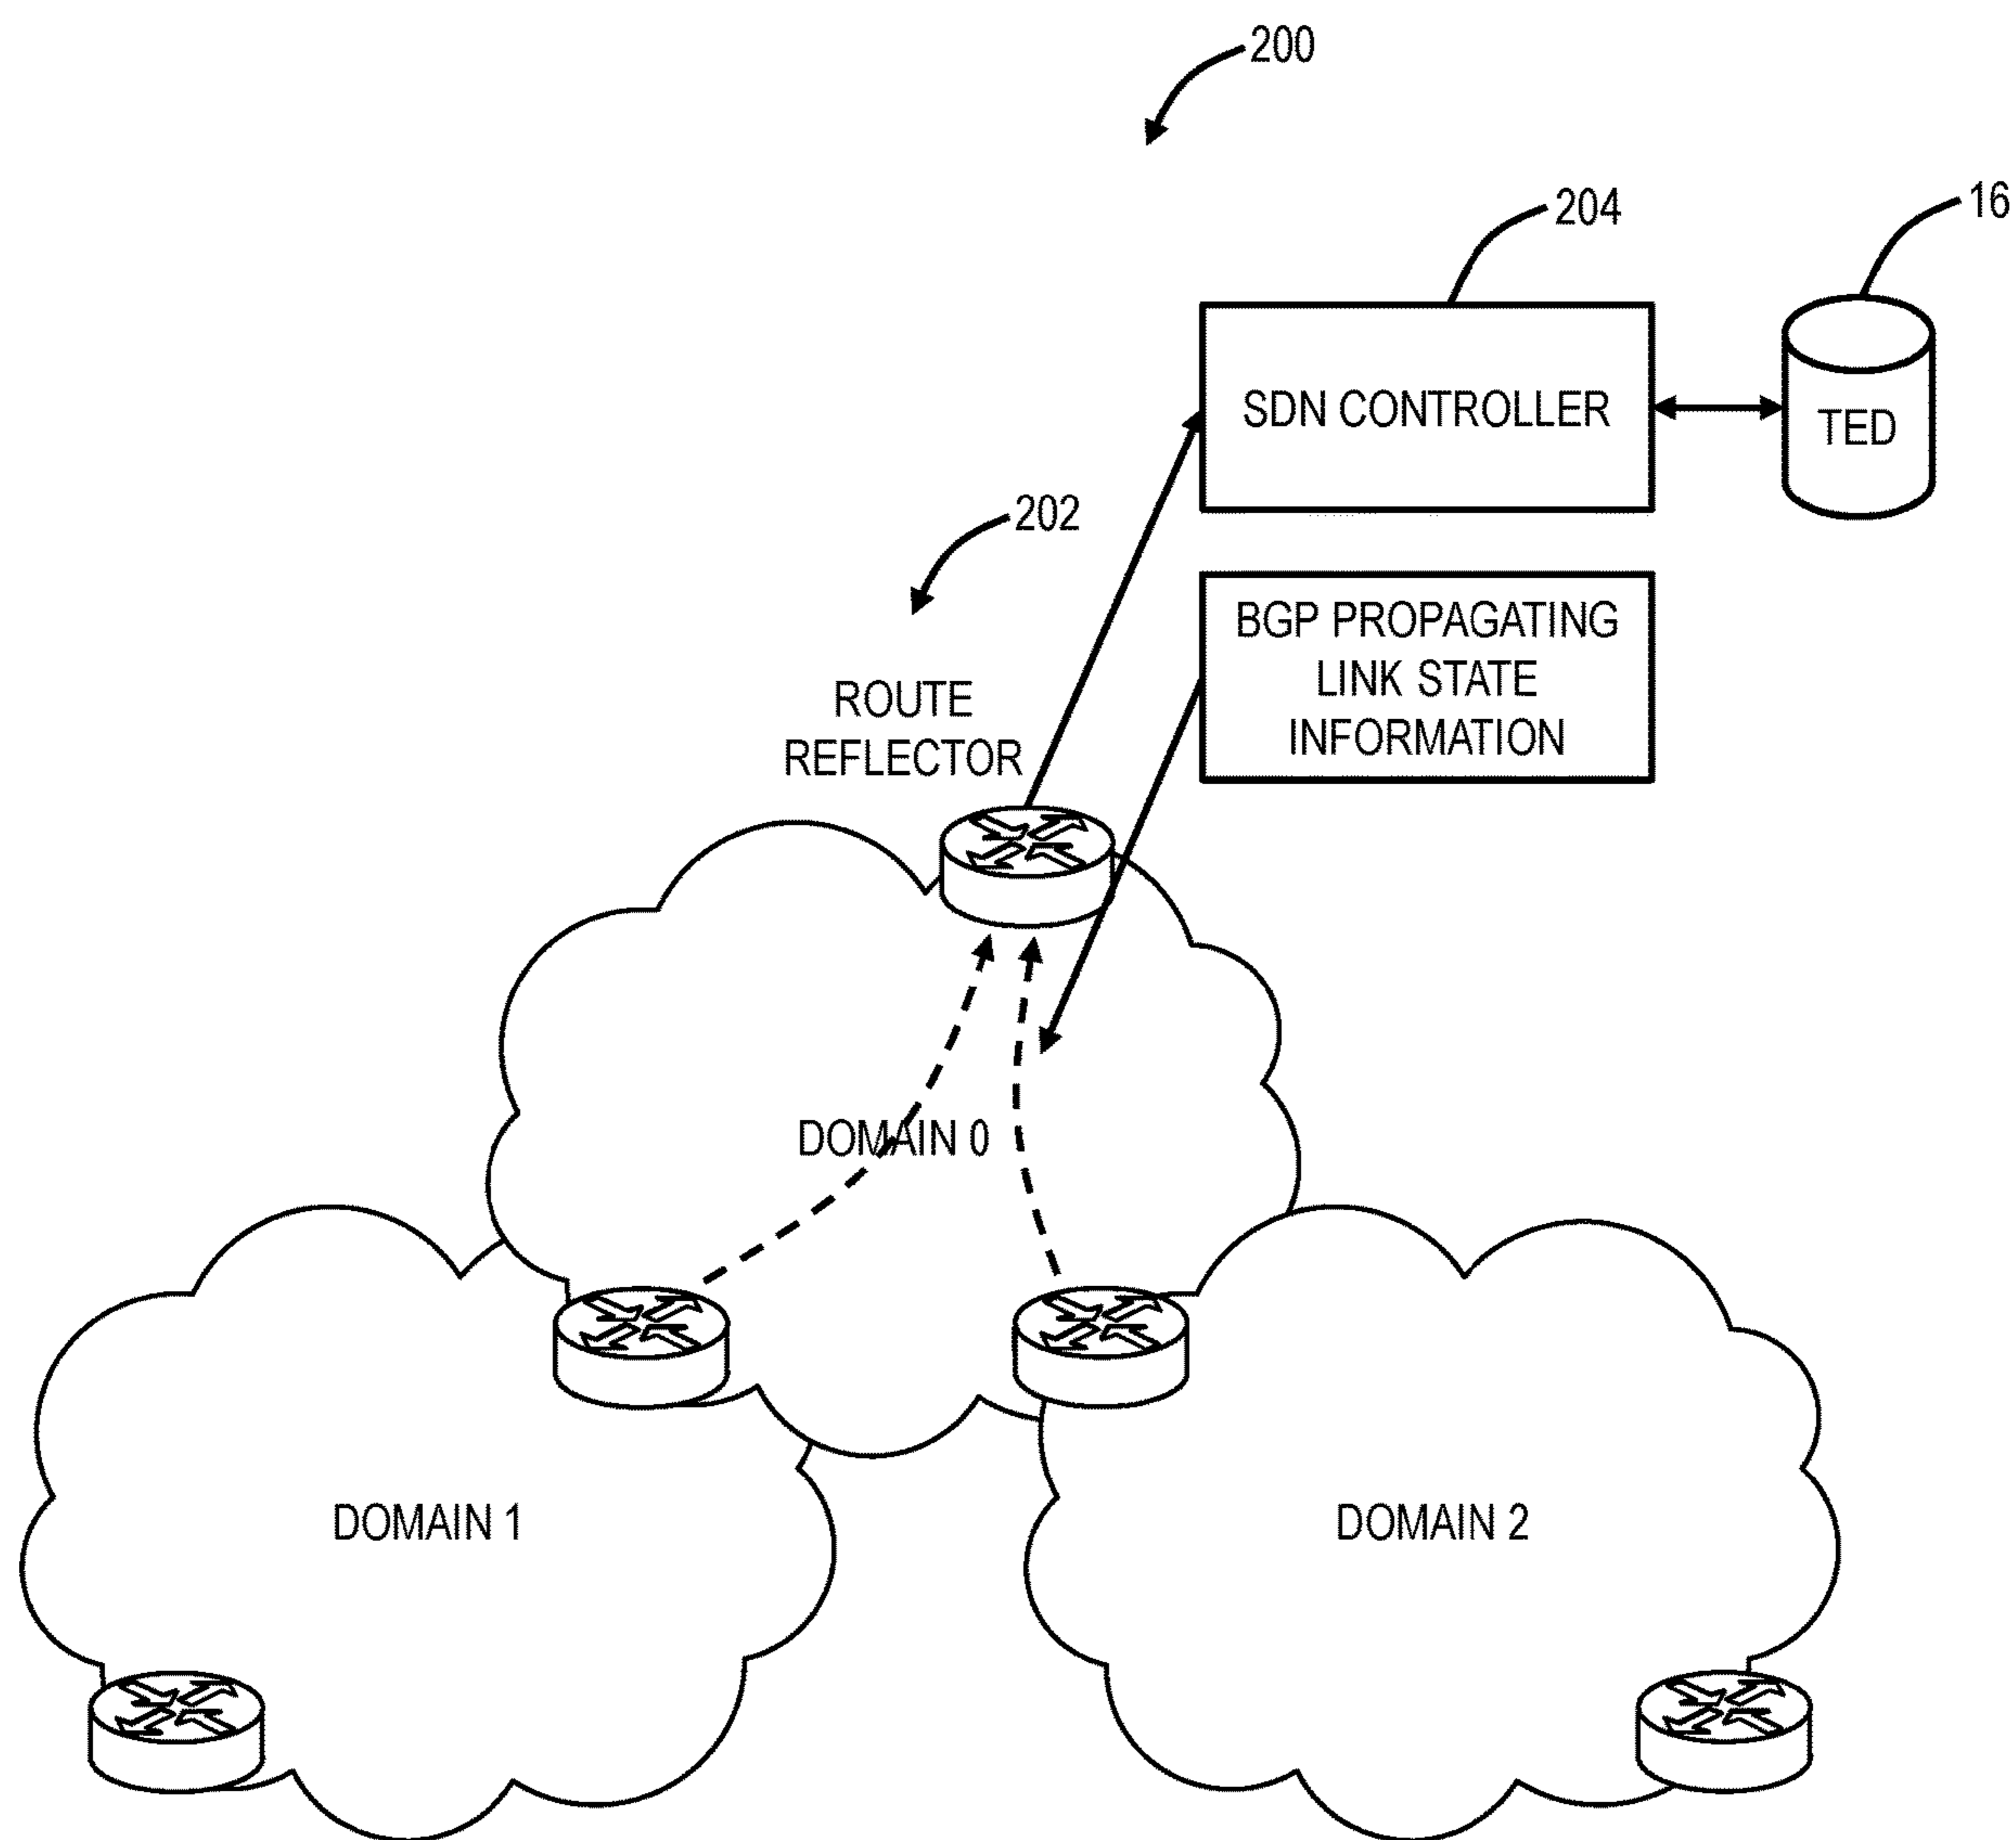 200
204
16
SDN CONTROLLER
TED
202
BGP PROPAGATING
LINK STATE
INFORMATION
ROUTE
REFLECTOR
DOMAIN 0
DOMAIN 1
DOMAIN 2